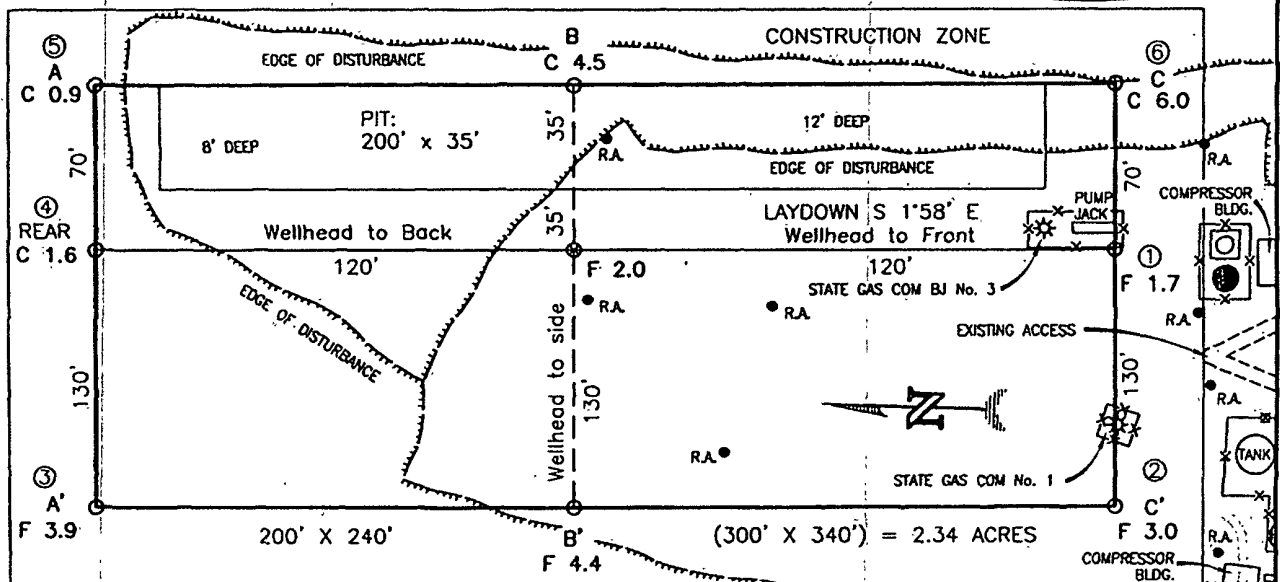 ⑤
A
C 0.9
EDGE OF DISTURBANCE
B
C 4.5
CONSTRUCTION ZONE
⑥
C
C 6.0
PIT:
200' x 35'
8' DEEP
35'
12' DEEP
R.A.
EDGE OF DISTURBANCE
R.A.
70'
70'
COMPRESSOR
BLDG.
④
REAR
C 1.6
Wellhead to Back
120'
35'
F 2.0
LAYDOWN S 1°58' E
Wellhead to Front
120'
PUMP
JACK
①
F 1.7
STATE GAS COM BJ No. 3
R.A.
R.A.
R.A.
EXISTING ACCESS
EDGE OF DISTURBANCE
130'
Wellhead to side
130'
N
130'
R.A.
R.A.
STATE GAS COM No. 1
TANK
③
A'
F 3.9
200' X 240'
B'
F 4.4
(300' X 340') = 2.34 ACRES
②
C'
F 3.0
R.A.
COMPRESSOR
BLDG.